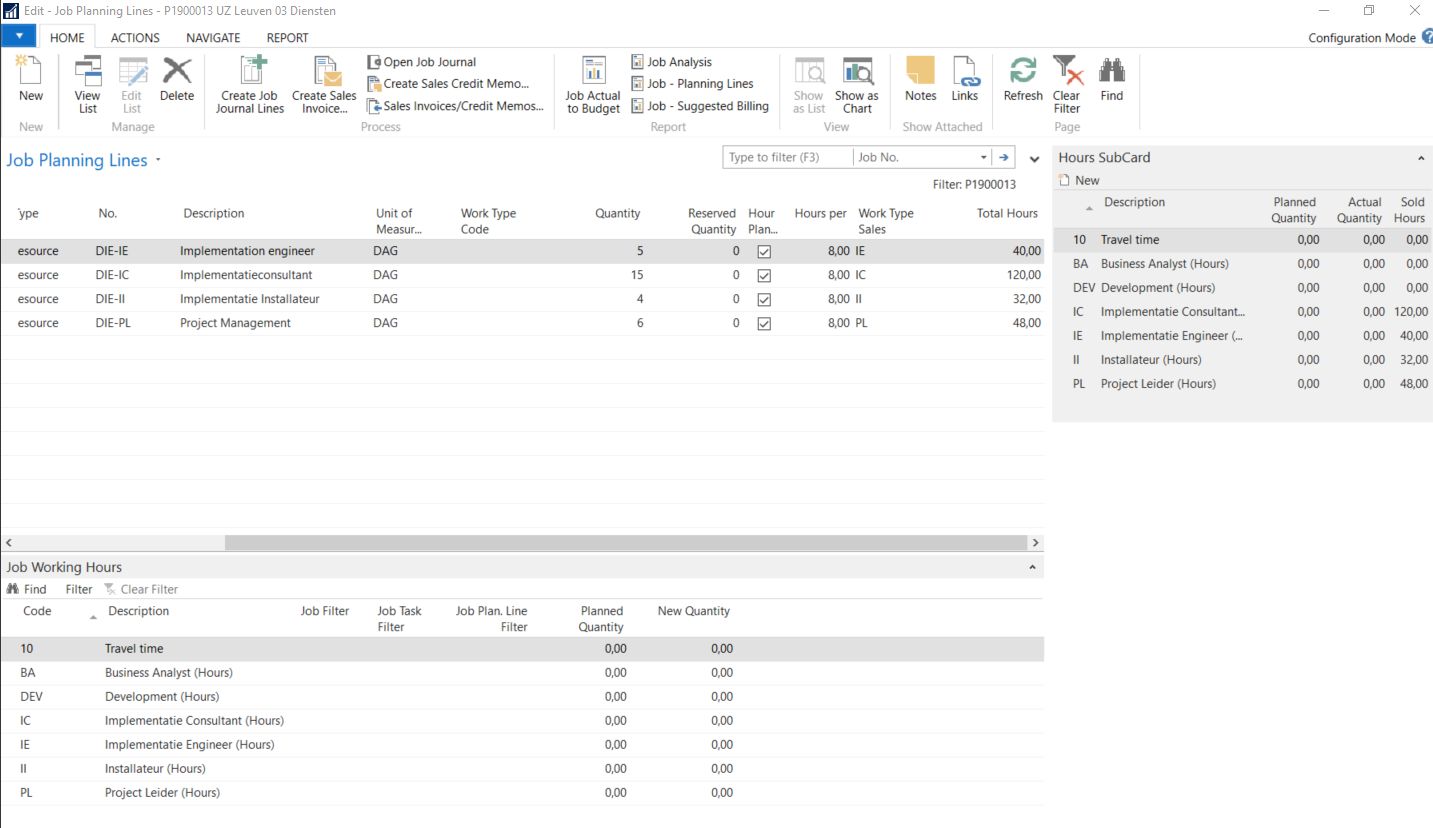 Edit - Job Planning Lines - P1900013 UZ Leuven 03 Diensten
HOME ACTIONS NAVIGATE REPORT Configuration Mode ?
New View List Edit List Delete Create Job Journal Lines Create Sales Invoice... Open Job Journal Create Sales Credit Memo... Sales Invoices/Credit Memos... Job Actual to Budget Job Analysis Job - Planning Lines Job - Suggested Billing Show as List Show as Chart Notes Links Refresh Clear Filter Find
New Manage Process Report View Show Attached Page
Job Planning Lines Type to filter (F3) Job No.
Filter: P1900013
ype No. Description Unit of Measur... Work Type Code Quantity Reserved Quantity Hour Plan... Hours per Work Type Sales Total Hours
esource DIE-IE Implementation engineer DAG 5 0 8,00 IE 40,00
esource DIE-IC Implementatieconsultant DAG 15 0 8,00 IC 120,00
esource DIE-II Implementatie Installateur DAG 4 0 8,00 II 32,00
esource DIE-PL Project Management DAG 6 0 8,00 PL 48,00
Hours SubCard
New
Description Planned Quantity Actual Quantity Sold Hours
10 Travel time 0,00 0,00 0,00
BA Business Analyst (Hours) 0,00 0,00 0,00
DEV Development (Hours) 0,00 0,00 0,00
IC Implementatie Consultant... 0,00 0,00 120,00
IE Implementatie Engineer (... 0,00 0,00 40,00
II Installateur (Hours) 0,00 0,00 32,00
PL Project Leider (Hours) 0,00 0,00 48,00
Job Working Hours
Find Filter Clear Filter
Code Description Job Filter Job Task Filter Job Plan. Line Filter Planned Quantity New Quantity
10 Travel time 0,00 0,00
BA Business Analyst (Hours) 0,00 0,00
DEV Development (Hours) 0,00 0,00
IC Implementatie Consultant (Hours) 0,00 0,00
IE Implementatie Engineer (Hours) 0,00 0,00
II Installateur (Hours) 0,00 0,00
PL Project Leider (Hours) 0,00 0,00